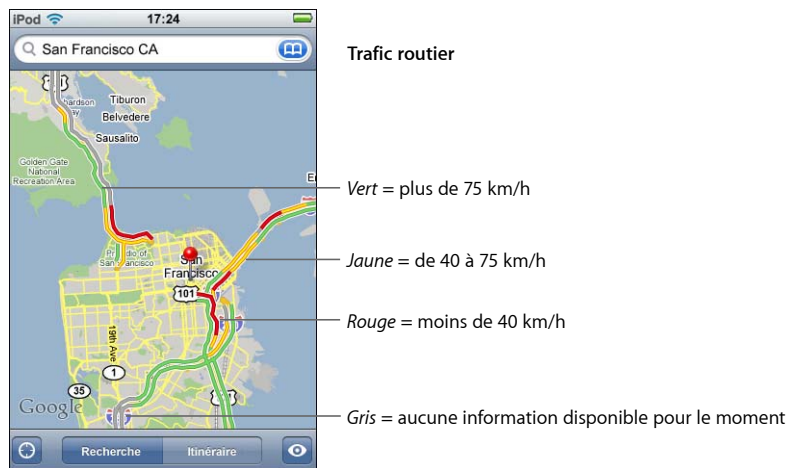 iPod 17:24
San Francisco CA
Trafic routier
Tiburon
Belvedere
Sausalito
Golden Gate
National
Recreation Area
Vert = plus de 75 km/h
San
Francisco
Jaune = de 40 à 75 km/h
101
Rouge = moins de 40 km/h
19th Ave
1
35
Google
Gris = aucune information disponible pour le moment
Recherche Itinéraire